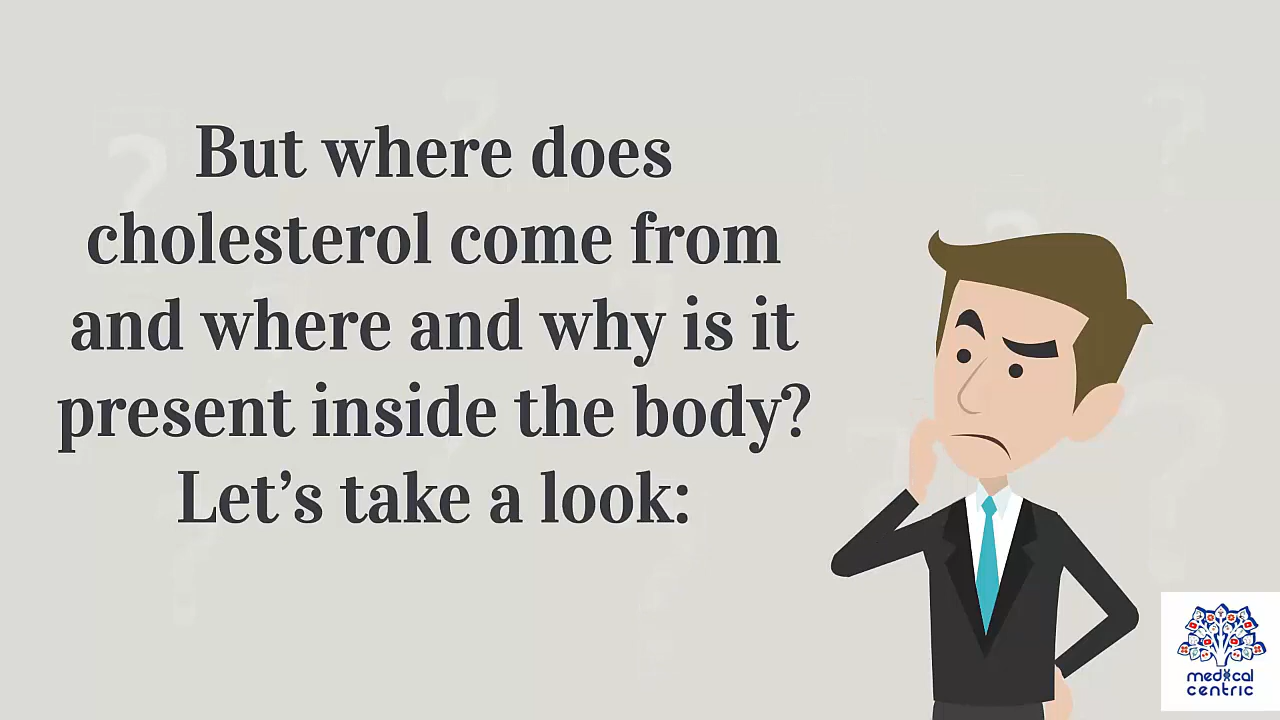 But where does
cholesterol come from
and where and why is it
present inside the body?
Let’s take a look:
medical
centric